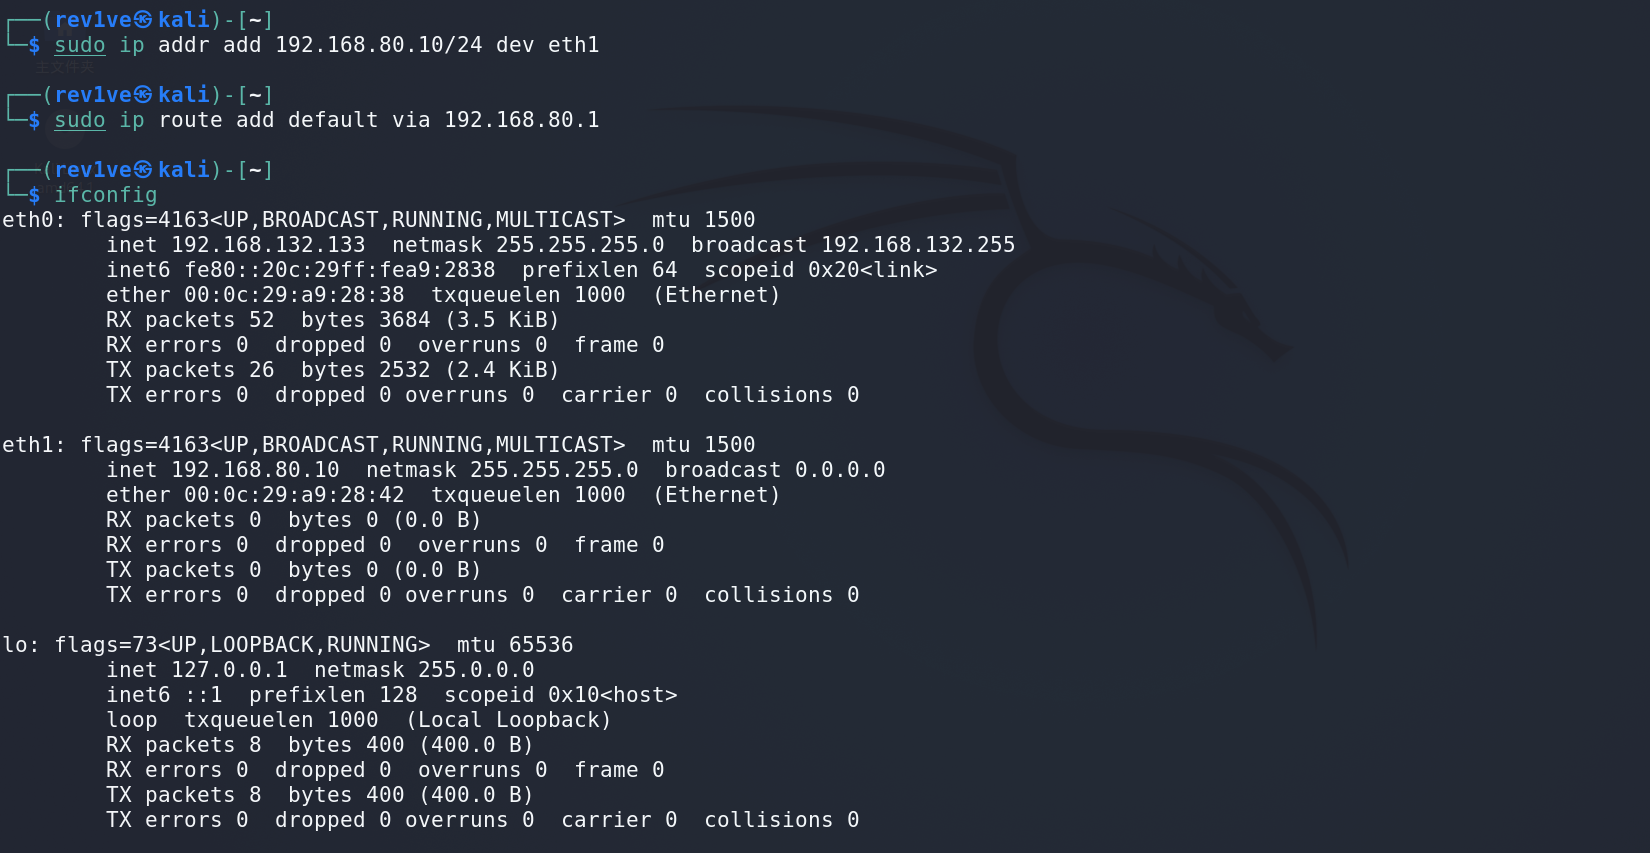 ┌──(rev1ve㉿kali)-[~]
└─$ sudo ip addr add 192.168.80.10/24 dev eth1
主文件夹
┌──(rev1ve㉿kali)-[~]
└─$ sudo ip route add default via 192.168.80.1
┌──(rev1ve㉿kali)-[~]
└─$ ifconfig
eth0: flags=4163<UP,BROADCAST,RUNNING,MULTICAST>  mtu 1500
        inet 192.168.132.133  netmask 255.255.255.0  broadcast 192.168.132.255
        inet6 fe80::20c:29ff:fea9:2838  prefixlen 64  scopeid 0x20<link>
        ether 00:0c:29:a9:28:38  txqueuelen 1000  (Ethernet)
        RX packets 52  bytes 3684 (3.5 KiB)
        RX errors 0  dropped 0  overruns 0  frame 0
        TX packets 26  bytes 2532 (2.4 KiB)
        TX errors 0  dropped 0 overruns 0  carrier 0  collisions 0
eth1: flags=4163<UP,BROADCAST,RUNNING,MULTICAST>  mtu 1500
        inet 192.168.80.10  netmask 255.255.255.0  broadcast 0.0.0.0
        ether 00:0c:29:a9:28:42  txqueuelen 1000  (Ethernet)
        RX packets 0  bytes 0 (0.0 B)
        RX errors 0  dropped 0  overruns 0  frame 0
        TX packets 0  bytes 0 (0.0 B)
        TX errors 0  dropped 0 overruns 0  carrier 0  collisions 0
lo: flags=73<UP,LOOPBACK,RUNNING>  mtu 65536
        inet 127.0.0.1  netmask 255.0.0.0
        inet6 ::1  prefixlen 128  scopeid 0x10<host>
        loop  txqueuelen 1000  (Local Loopback)
        RX packets 8  bytes 400 (400.0 B)
        RX errors 0  dropped 0  overruns 0  frame 0
        TX packets 8  bytes 400 (400.0 B)
        TX errors 0  dropped 0 overruns 0  carrier 0  collisions 0